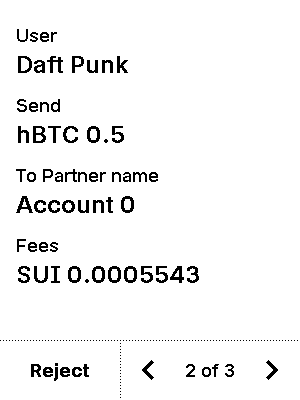 User
Daft Punk
Send
hBTC 0.5
To Partner name
Account 0
Fees
SUI 0.0005543
Reject
2 of 3